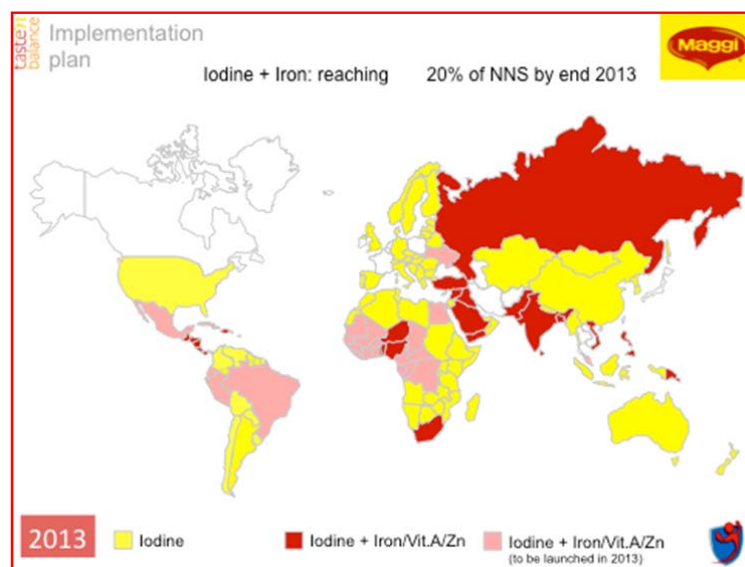 taste n
balance
Implementation
plan
Iodine + Iron: reaching 20% of NNS by end 2013
Maggi
2013
Iodine
Iodine + Iron/Vit.A/Zn
Iodine + Iron/Vit.A/Zn
(to be launched in 2013)